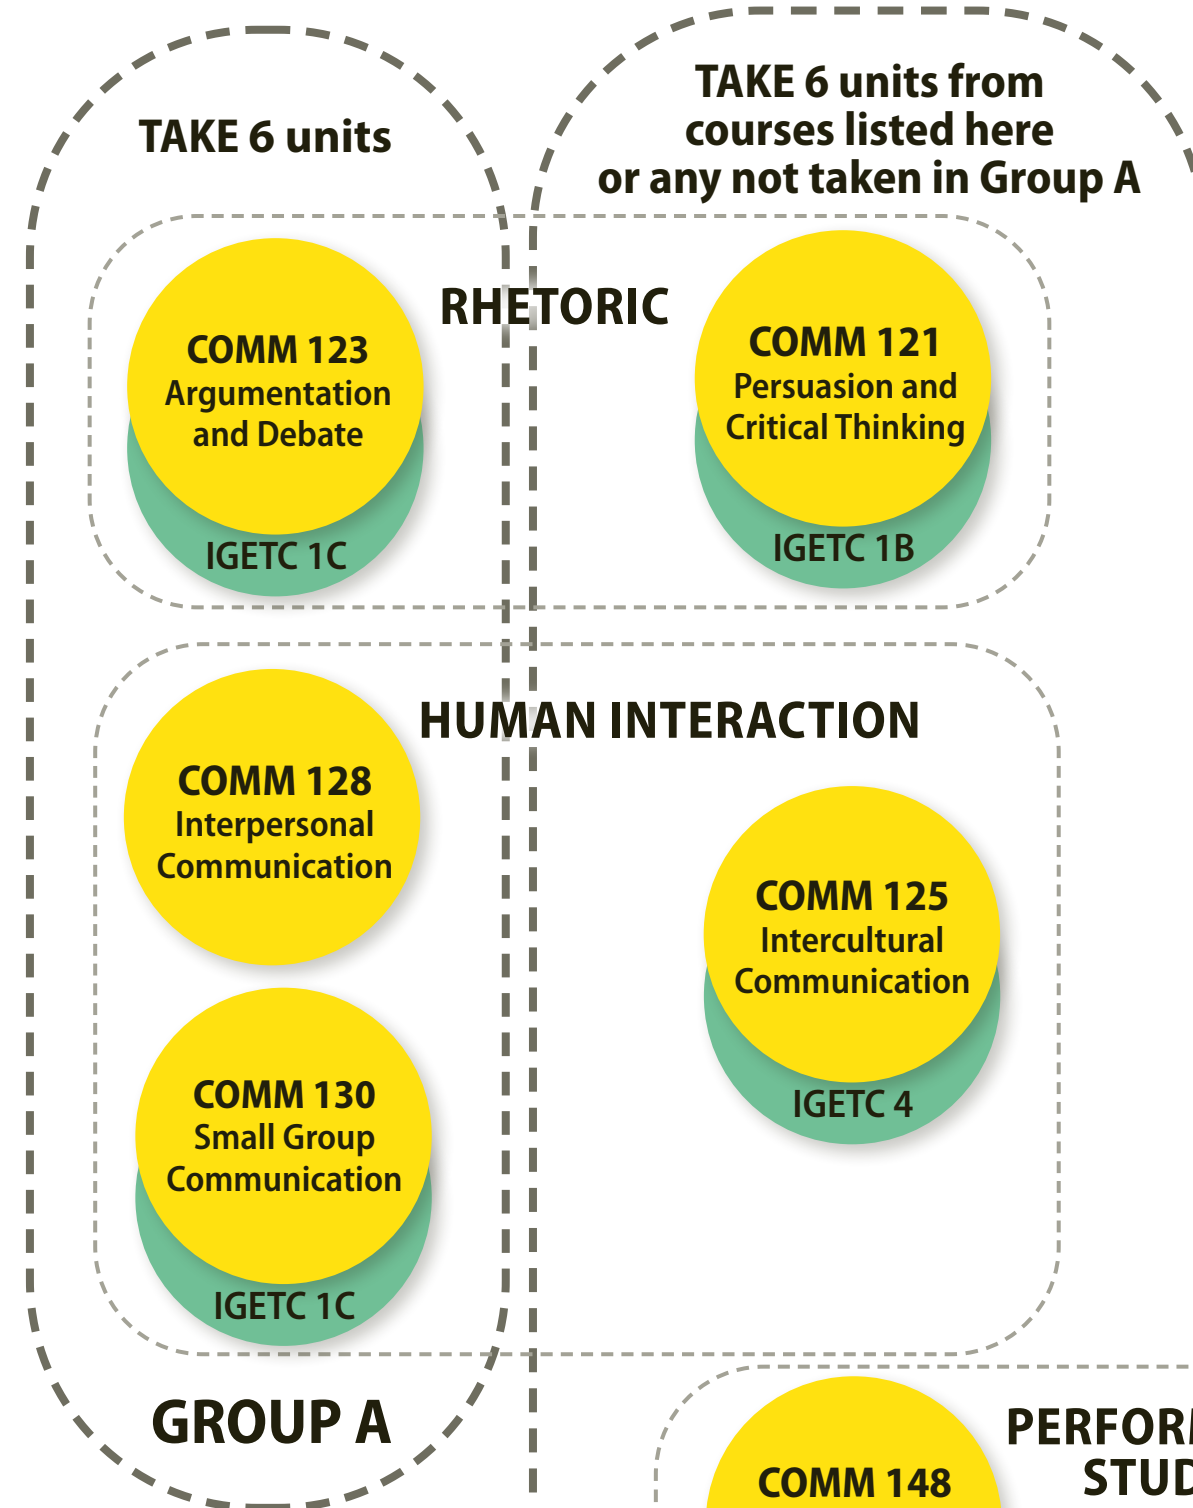 TAKE 6 units
TAKE 6 units from
courses listed here
or any not taken in Group A
RHETORIC
COMM 123
Argumentation
and Debate
IGETC 1C
COMM 121
Persuasion and
Critical Thinking
IGETC 1B
HUMAN INTERACTION
COMM 128
Interpersonal
Communication
COMM 130
Small Group
Communication
IGETC 1C
COMM 125
Intercultural
Communication
IGETC 4
GROUP A
COMM 148